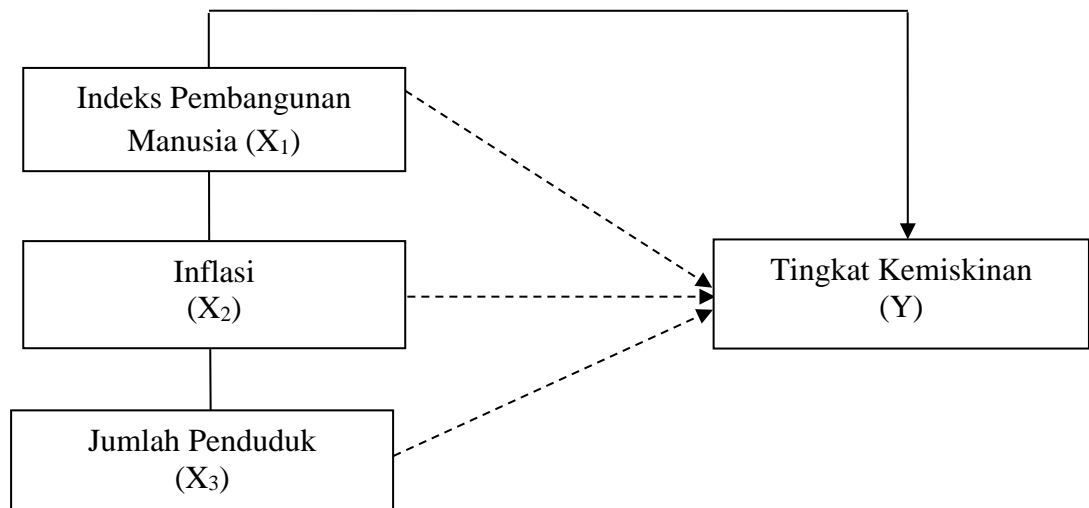 Indeks Pembangunan
Manusia (X₁)
Inflasi
(X₂)
Tingkat Kemiskinan
(Y)
Jumlah Penduduk
(X₃)